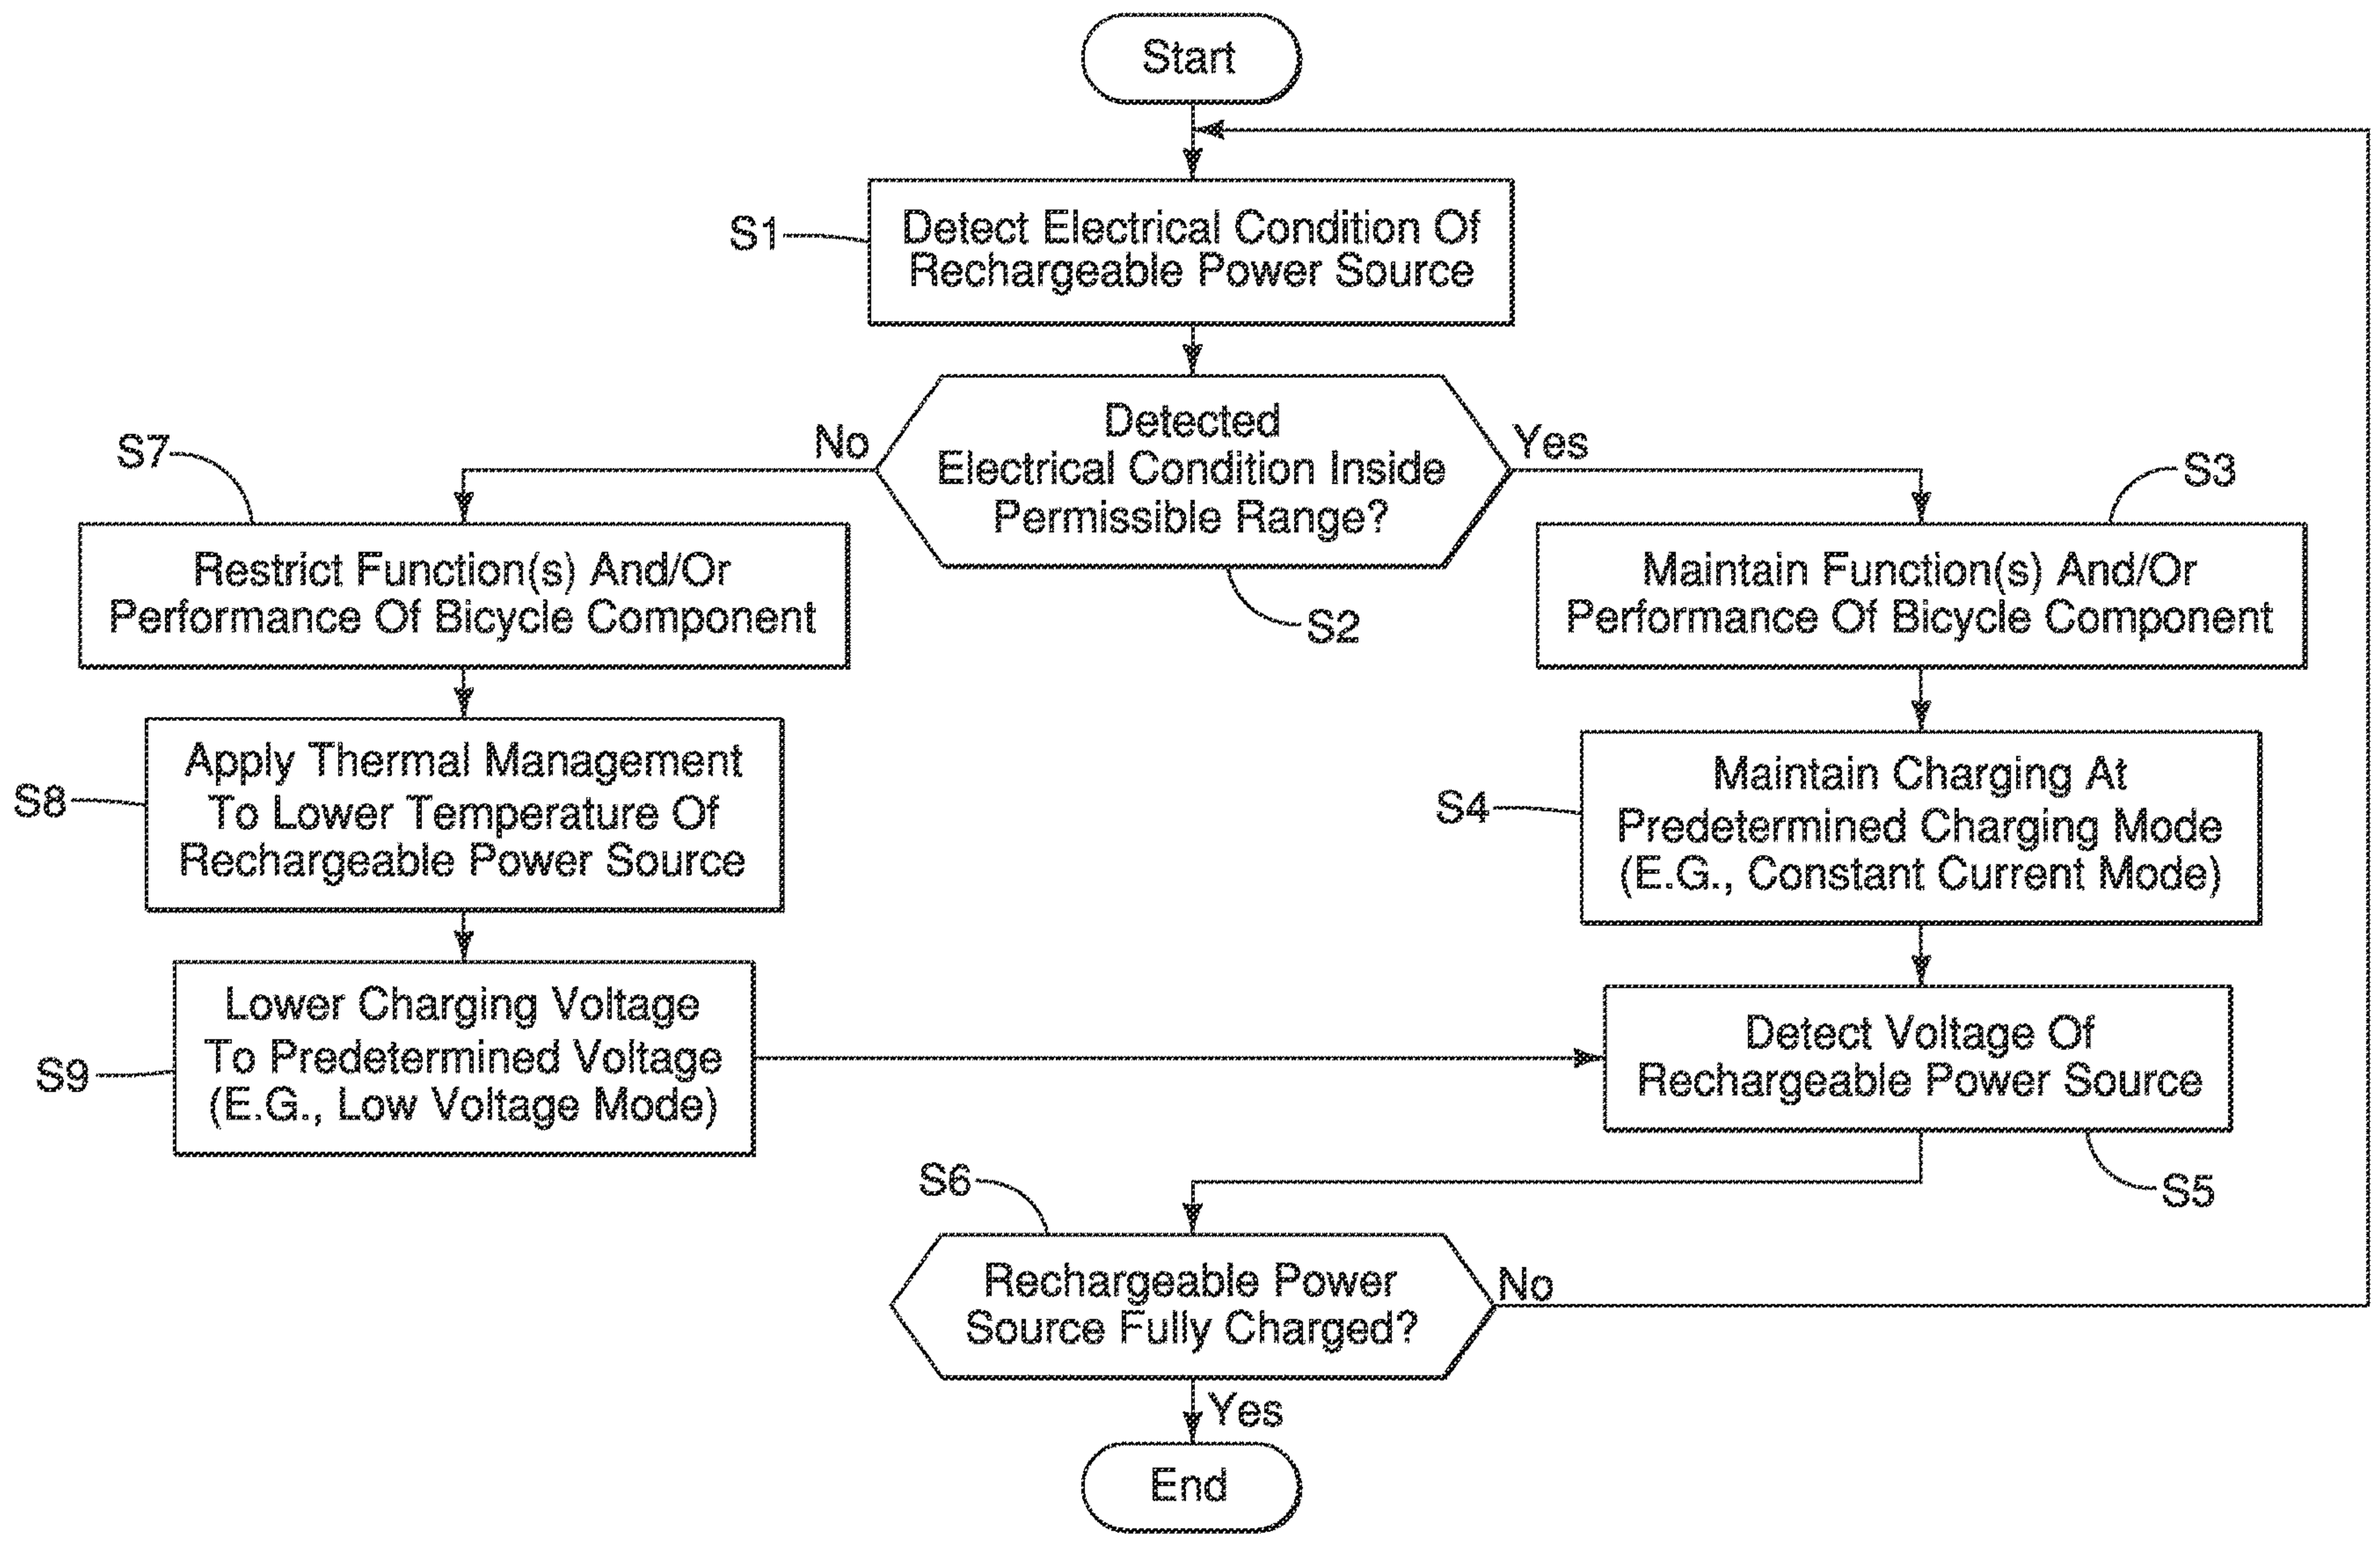 Start
S1
Detect Electrical Condition Of
Rechargeable Power Source
Detected
Electrical Condition Inside
Permissible Range?
No
Yes
S2
S7
Restrict Function(s) And/Or
Performance Of Bicycle Component
S3
Maintain Function(s) And/Or
Performance Of Bicycle Component
S8
Apply Thermal Management
To Lower Temperature Of
Rechargeable Power Source
S4
Maintain Charging At
Predetermined Charging Mode
(E.G., Constant Current Mode)
S9
Lower Charging Voltage
To Predetermined Voltage
(E.G., Low Voltage Mode)
Detect Voltage Of
Rechargeable Power Source
S5
S6
Rechargeable Power
Source Fully Charged?
No
Yes
End